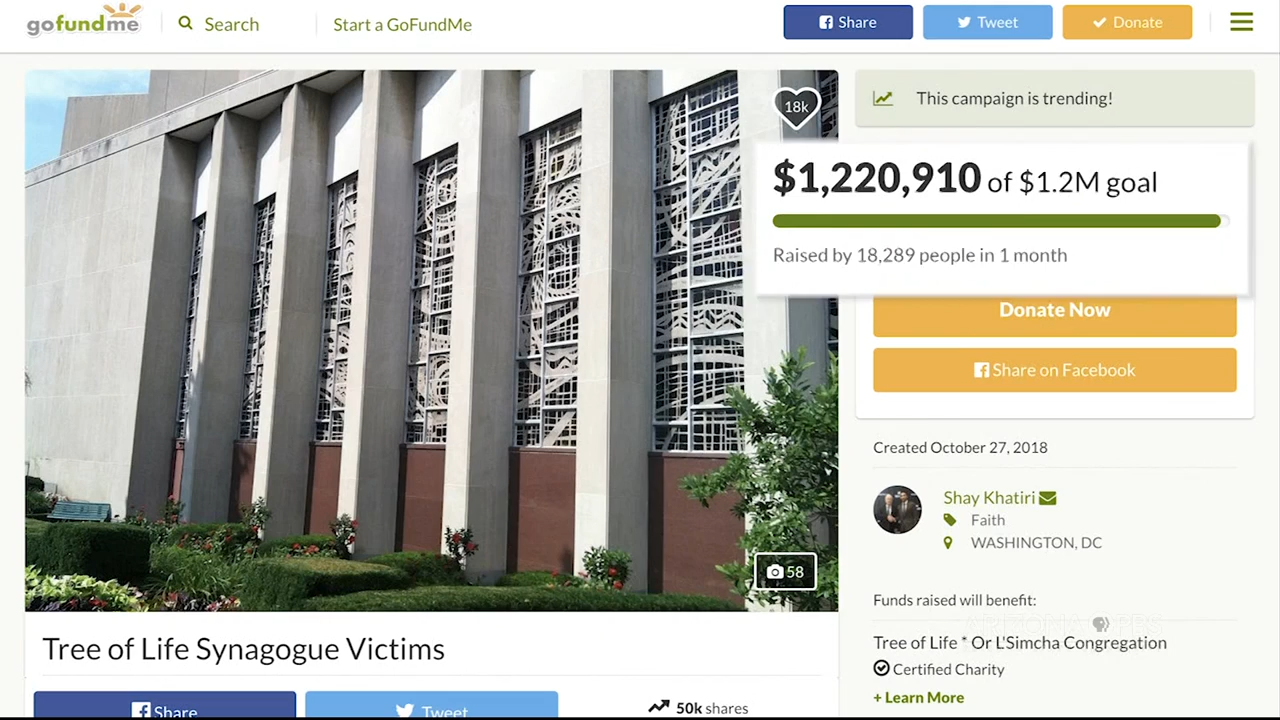 gofundme
Search
Start a GoFundMe
Share
Tweet
Donate
18k
58
Tree of Life Synagogue Victims
Share
Tweet
50k shares
This campaign is trending!
$1,220,910 of $1.2M goal
Raised by 18,289 people in 1 month
Donate Now
Share on Facebook
Created October 27, 2018
Shay Khatiri
Faith
WASHINGTON, DC
Funds raised will benefit:
ARIZONA PBS
Tree of Life * Or L'Simcha Congregation
Certified Charity
+ Learn More